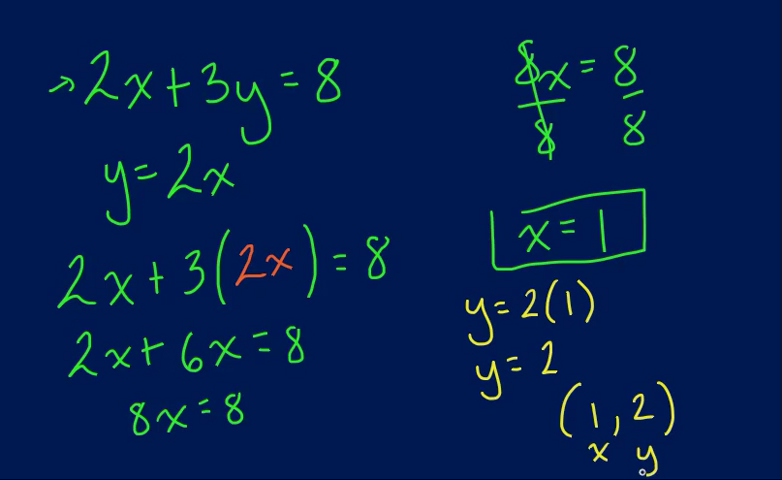 → 2x + 3y = 8
y = 2x
2x + 3(2x) = 8
2x + 6x = 8
8x = 8
8x = 8
8 8
x = 1
y = 2(1)
y = 2
(1, 2)
x y